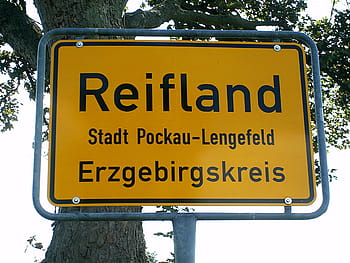 Reifland
Stadt Pockau-Lengefeld
Erzgebirgskreis